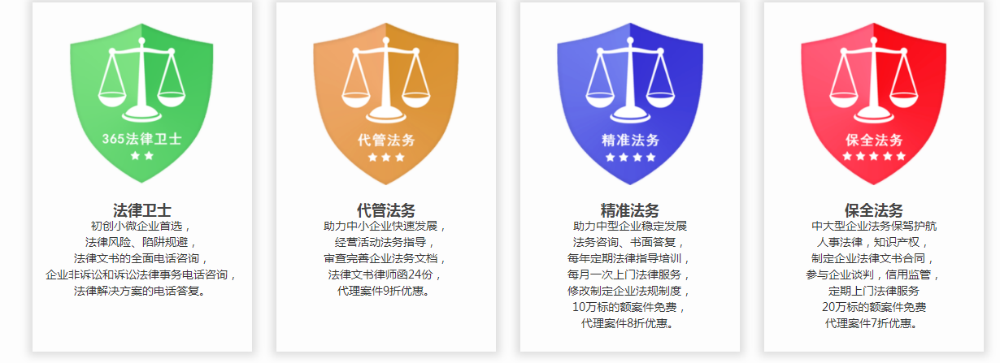 365法律卫士
法律卫士
初创小微企业首选，
法律风险、陷阱规避，
法律文书的全面电话咨询，
企业非诉讼和诉讼法律事务电话咨询，
法律解决方案的电话答复。
代管法务
代管法务
助力中小企业快速发展，
经营活动法务指导，
审查完善企业法务文档，
法律文书律师函24份，
代理案件9折优惠。
精准法务
精准法务
助力中型企业稳定发展
法务咨询、书面答复，
每年定期法律指导培训，
每月一次上门法律服务，
修改制定企业法规制度，
10万标的额案件免费，
代理案件8折优惠。
保全法务
保全法务
中大型企业法务保驾护航
人事法律，知识产权，
制定企业法律文书合同，
参与企业谈判，信用监管，
定期上门法律服务
20万标的额案件免费
代理案件7折优惠。